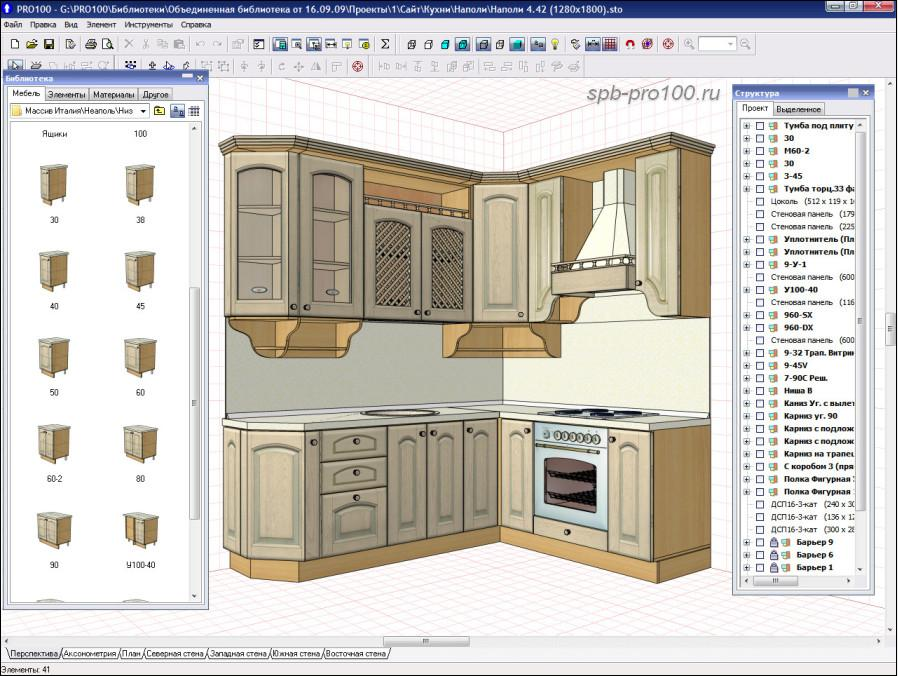 PRO100 - G:\PRO100\Библиотеки\Объединенная библиотека от 16.09.09\Проекты\1\Сайт\Кухни\Наполи\Наполи 4.42 (1280x1800).sto
Файл Правка Вид Элемент Инструменты Справка
Библиотека
Мебель Элементы Материалы Другое
Массив Италия\Неаполь\Низ
Ящики 100
30 38
40 45
50 60
60-2 80
90 У100-40
spb-pro100.ru
Структура
Проект Выделенное
Тумба под плиту
30
М60-2
30
3-45
Тумба торц.33 фа
Цоколь (512 x 119 x 1
Стеновая панель (179
Стеновая панель (225
Уплотнитель (Пл
Уплотнитель (Пл
9-У-1
Стеновая панель (600
У100-40
Стеновая панель (116
960-SX
960-DX
Стеновая панель (600
9-32 Трап. Витрин
9-45V
7-90С Реш.
Ниша В
Каниз Уг. с вылет
Карниз уг. 90
Карниз с подлож
Карниз с подлож
Карниз на трапец
С коробом 3 (пря
Полка Фигурная
Полка Фигурная
ДСП16-3-кат (240 x 30
ДСП16-3-кат (136 x 12
ДСП16-3-кат (300 x 28
Барьер 9
Барьер 6
Барьер 1
Перспектива Аксонометрия План Северная стена Западная стена Южная стена Восточная стена
Элементы: 41